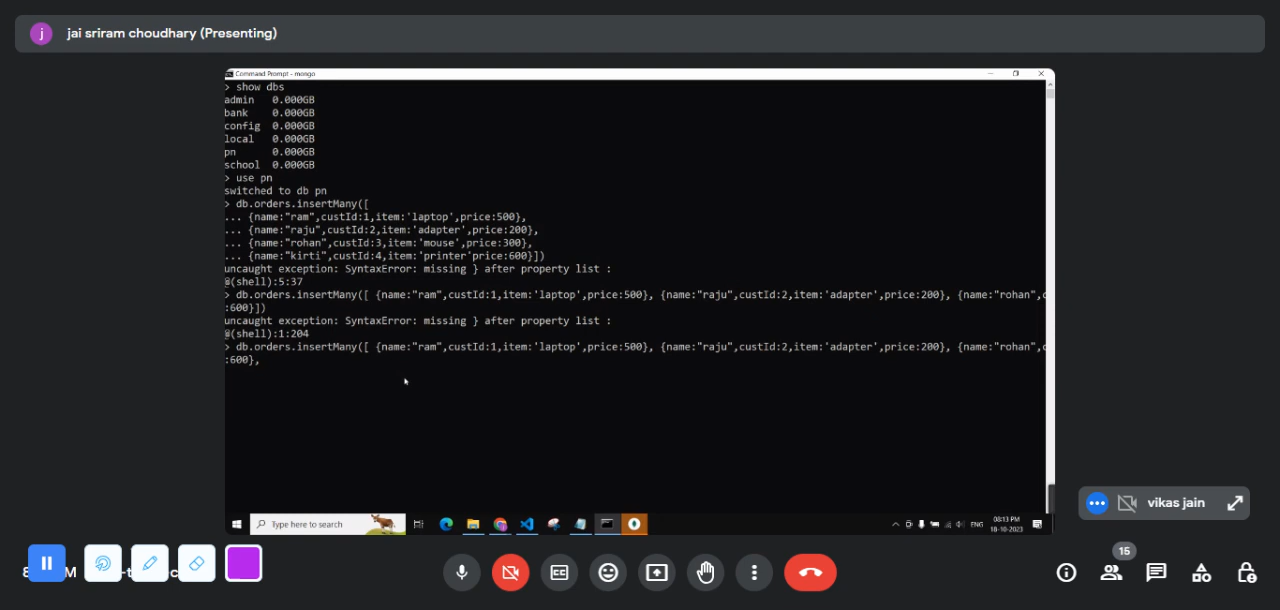 j jai sriram choudhary (Presenting)
Command Prompt - mongo
> show dbs
admin 0.000GB
bank 0.000GB
config 0.000GB
local 0.000GB
pn 0.000GB
school 0.000GB
> use pn
switched to db pn
> db.orders.insertMany([
... {name:"ram",custId:1,item:'laptop',price:500},
... {name:"raju",custId:2,item:'adapter',price:200},
... {name:"rohan",custId:3,item:'mouse',price:300},
... {name:"kirti",custId:4,item:'printer'price:600}])
uncaught exception: SyntaxError: missing } after property list :
@(shell):5:37
> db.orders.insertMany([ {name:"ram",custId:1,item:'laptop',price:500}, {name:"raju",custId:2,item:'adapter',price:200}, {name:"rohan",c
:600}])
uncaught exception: SyntaxError: missing } after property list :
@(shell):1:204
> db.orders.insertMany([ {name:"ram",custId:1,item:'laptop',price:500}, {name:"raju",custId:2,item:'adapter',price:200}, {name:"rohan",c
:600},
vikas jain
Type here to search
ENG
08:13 PM
18-10-2023
15
8 M -t c
CC